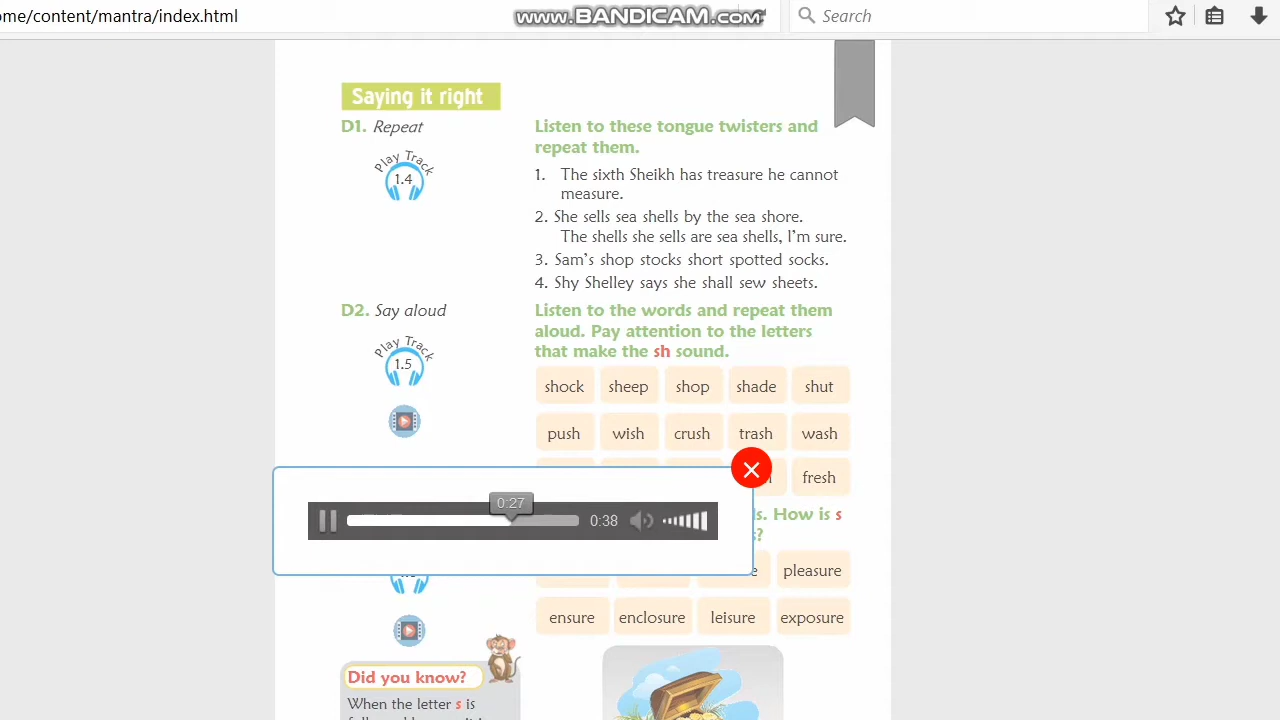 ome/content/mantra/index.html
www.BANDICAM.com
Search
Saying it right
D1. Repeat
Play Track
1.4
Listen to these tongue twisters and
repeat them.
1. The sixth Sheikh has treasure he cannot
measure.
2. She sells sea shells by the sea shore.
The shells she sells are sea shells, I'm sure.
3. Sam's shop stocks short spotted socks.
4. Shy Shelley says she shall sew sheets.
D2. Say aloud
Play Track
1.5
Listen to the words and repeat them
aloud. Pay attention to the letters
that make the sh sound.
shock sheep shop shade shut
push wish crush trash wash
fresh
0:27
0:38
How is s
s?
pleasure
ensure enclosure leisure exposure
Did you know?
When the letter s is